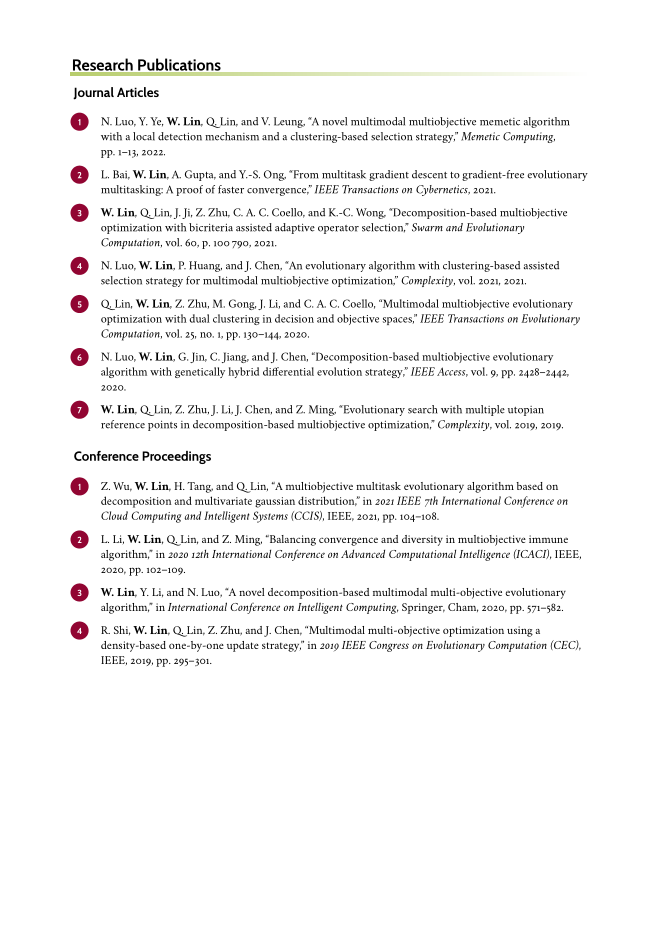 Research Publications
Journal Articles
1 N. Luo, Y. Ye, W. Lin, Q. Lin, and V. Leung, “A novel multimodal multiobjective memetic algorithm
with a local detection mechanism and a clustering-based selection strategy,” Memetic Computing,
pp. 1–13, 2022.
2 L. Bai, W. Lin, A. Gupta, and Y.-S. Ong, “From multitask gradient descent to gradient-free evolutionary
multitasking: A proof of faster convergence,” IEEE Transactions on Cybernetics, 2021.
3 W. Lin, Q. Lin, J. Ji, Z. Zhu, C. A. C. Coello, and K.-C. Wong, “Decomposition-based multiobjective
optimization with bicriteria assisted adaptive operator selection,” Swarm and Evolutionary
Computation, vol. 60, p. 100 790, 2021.
4 N. Luo, W. Lin, P. Huang, and J. Chen, “An evolutionary algorithm with clustering-based assisted
selection strategy for multimodal multiobjective optimization,” Complexity, vol. 2021, 2021.
5 Q. Lin, W. Lin, Z. Zhu, M. Gong, J. Li, and C. A. C. Coello, “Multimodal multiobjective evolutionary
optimization with dual clustering in decision and objective spaces,” IEEE Transactions on Evolutionary
Computation, vol. 25, no. 1, pp. 130–144, 2020.
6 N. Luo, W. Lin, G. Jin, C. Jiang, and J. Chen, “Decomposition-based multiobjective evolutionary
algorithm with genetically hybrid differential evolution strategy,” IEEE Access, vol. 9, pp. 2428–2442,
2020.
7 W. Lin, Q. Lin, Z. Zhu, J. Li, J. Chen, and Z. Ming, “Evolutionary search with multiple utopian
reference points in decomposition-based multiobjective optimization,” Complexity, vol. 2019, 2019.
Conference Proceedings
1 Z. Wu, W. Lin, H. Tang, and Q. Lin, “A multiobjective multitask evolutionary algorithm based on
decomposition and multivariate gaussian distribution,” in 2021 IEEE 7th International Conference on
Cloud Computing and Intelligent Systems (CCIS), IEEE, 2021, pp. 104–108.
2 L. Li, W. Lin, Q. Lin, and Z. Ming, “Balancing convergence and diversity in multiobjective immune
algorithm,” in 2020 12th International Conference on Advanced Computational Intelligence (ICACI), IEEE,
2020, pp. 102–109.
3 W. Lin, Y. Li, and N. Luo, “A novel decomposition-based multimodal multi-objective evolutionary
algorithm,” in International Conference on Intelligent Computing, Springer, Cham, 2020, pp. 571–582.
4 R. Shi, W. Lin, Q. Lin, Z. Zhu, and J. Chen, “Multimodal multi-objective optimization using a
density-based one-by-one update strategy,” in 2019 IEEE Congress on Evolutionary Computation (CEC),
IEEE, 2019, pp. 295–301.